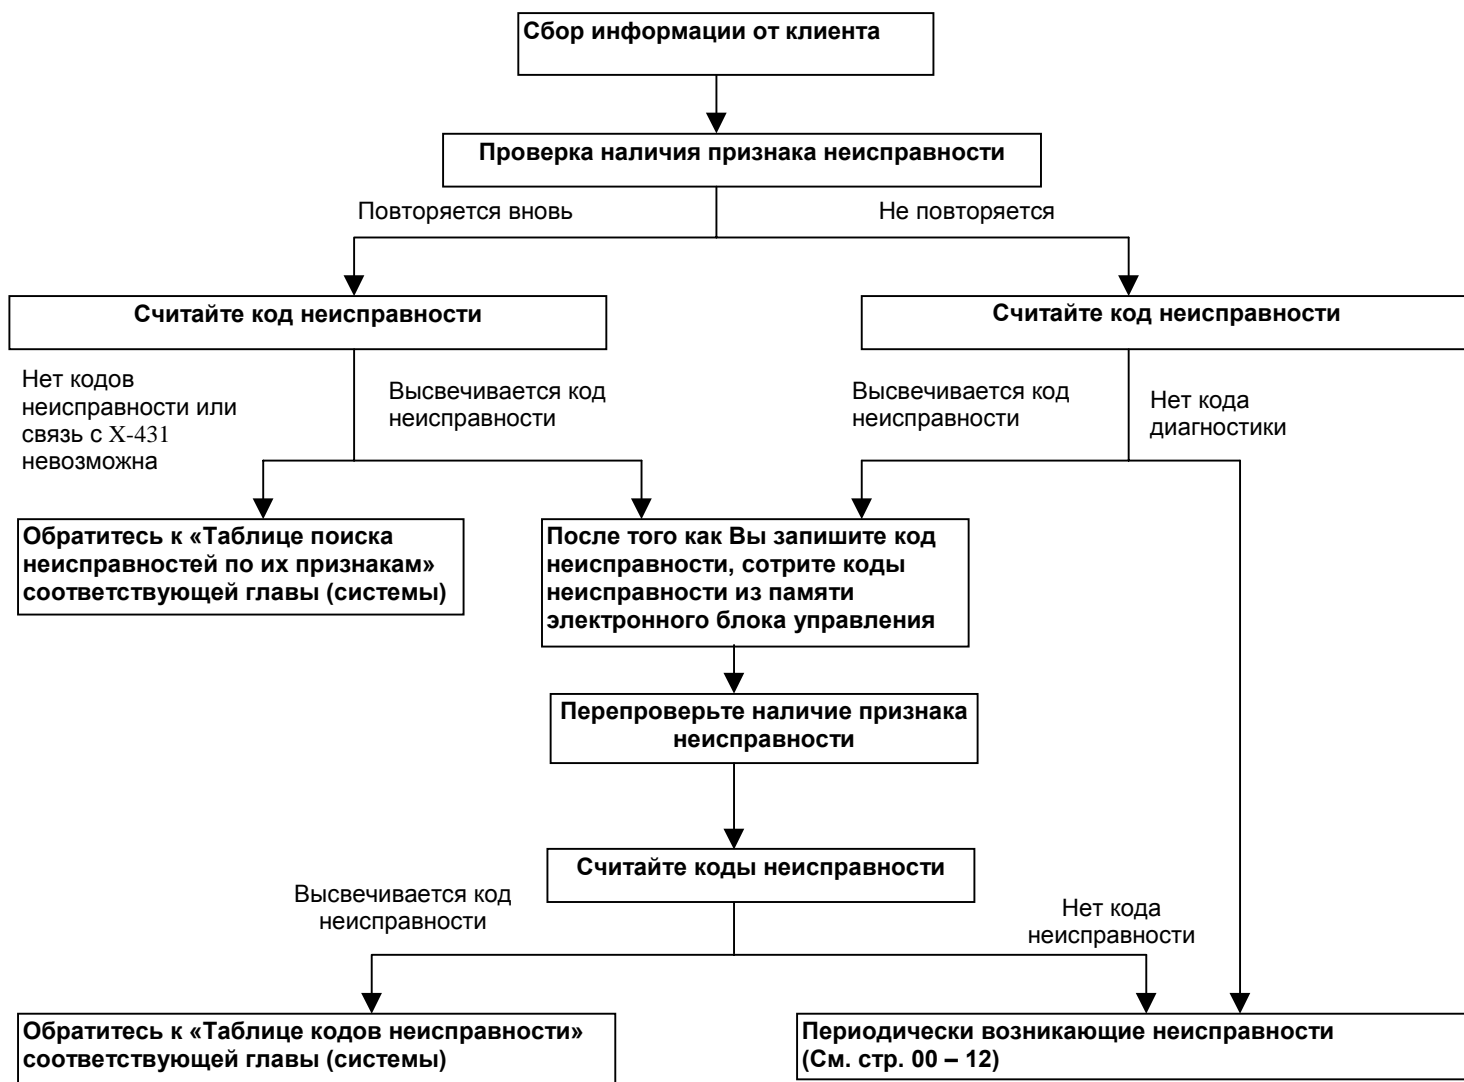 Сбор информации от клиента
Проверка наличия признака неисправности
Повторяется вновь
Не повторяется
Считайте код неисправности
Считайте код неисправности
Нет кодов
неисправности или
связь с X-431
невозможна
Высвечивается код
неисправности
Высвечивается код
неисправности
Нет кода
диагностики
Обратитесь к «Таблице поиска
неисправностей по их признакам»
соответствующей главы (системы)
После того как Вы запишите код
неисправности, сотрите коды
неисправности из памяти
электронного блока управления
Перепроверьте наличие признака
неисправности
Считайте коды неисправности
Высвечивается код
неисправности
Нет кода
неисправности
Обратитесь к «Таблице кодов неисправности»
соответствующей главы (системы)
Периодически возникающие неисправности
(См. стр. 00 – 12)